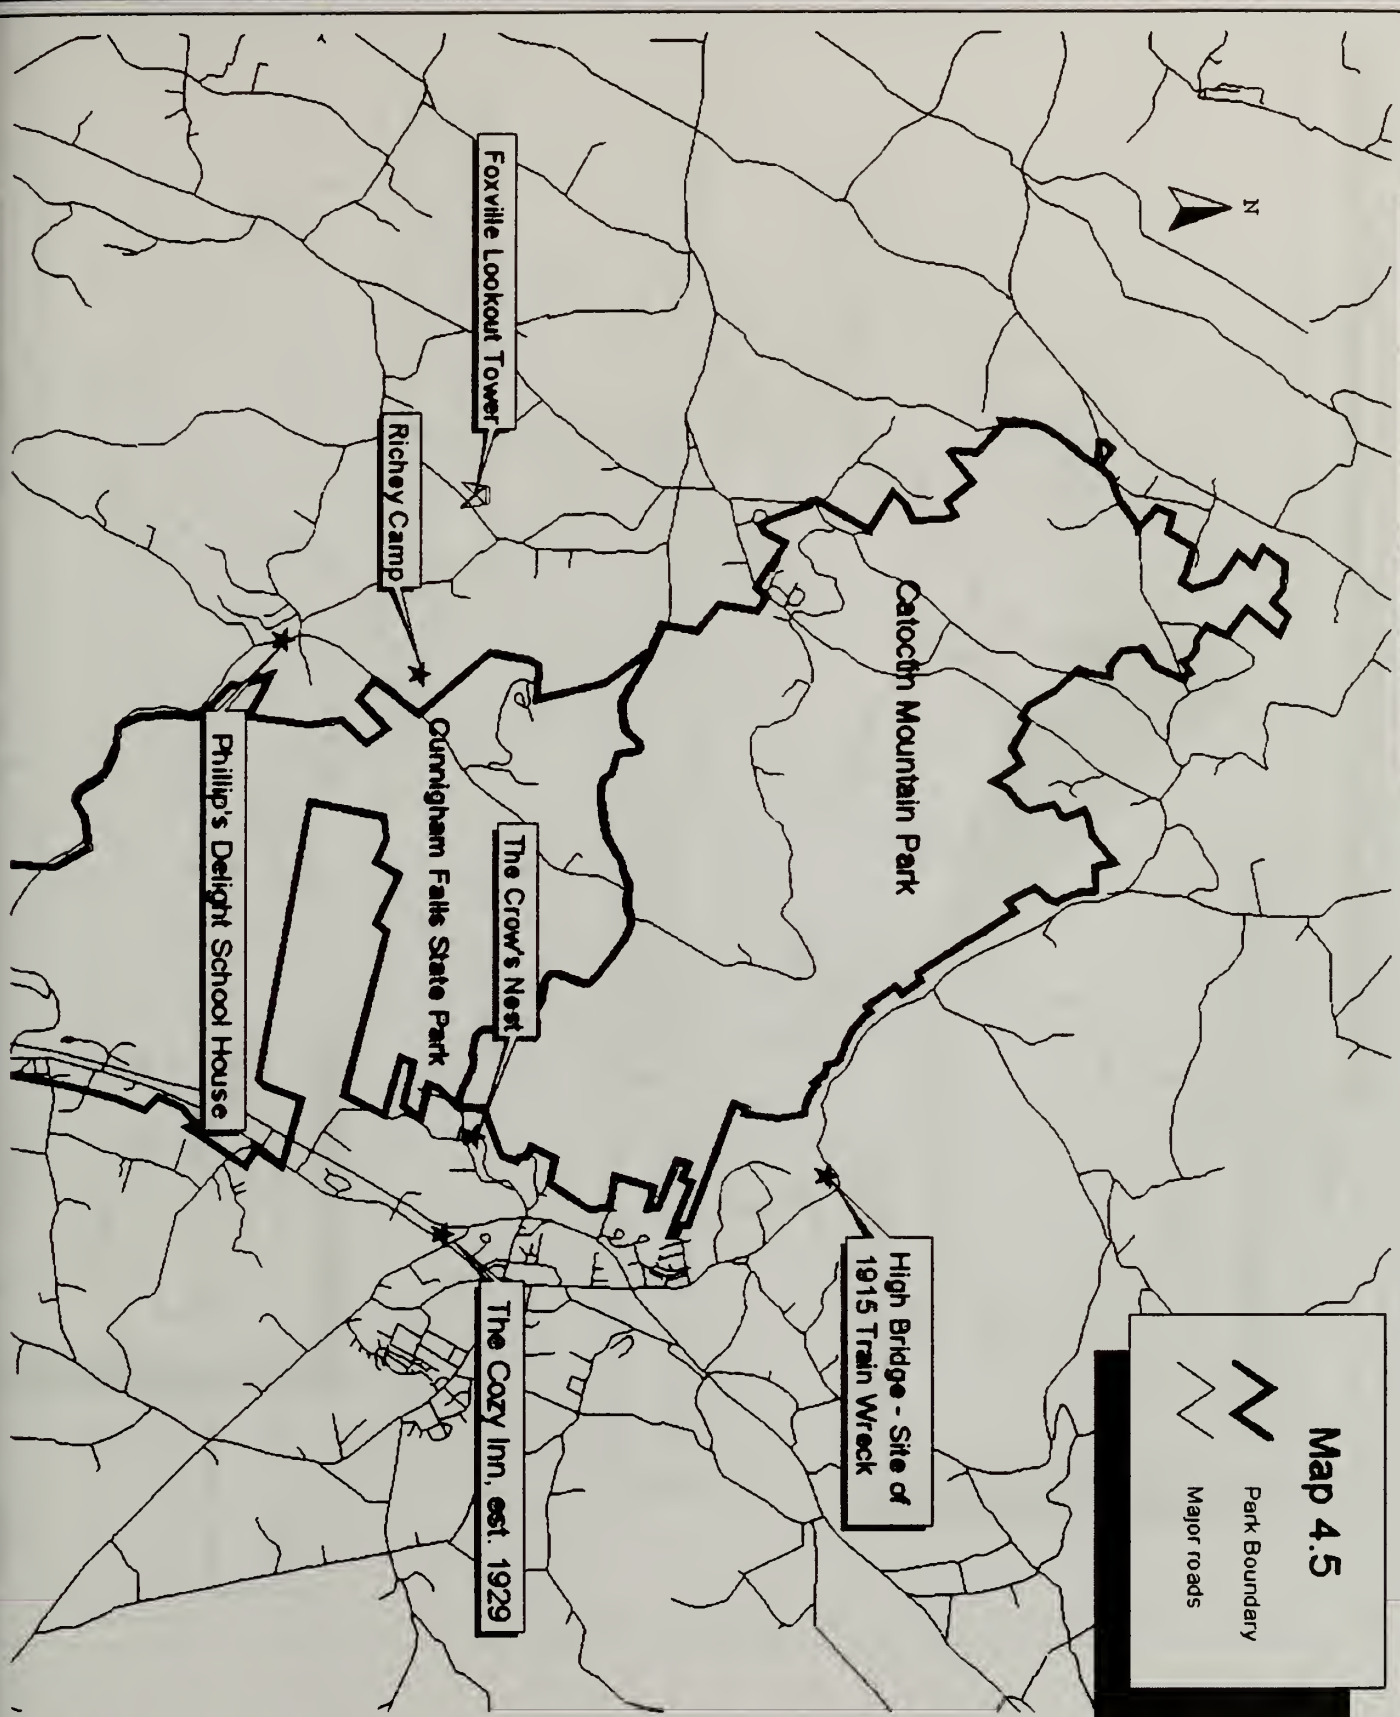 Map 4.5
Park Boundary
Major roads
N
High Bridge - Site of
1915 Train Wreck
Catoctin Mountain Park
Foxville Lookout Tower
The Crow's Nest
The Cozy Inn, est. 1929
Cunnigham Falls State Park
Richey Camp
Phillip's Delight School House